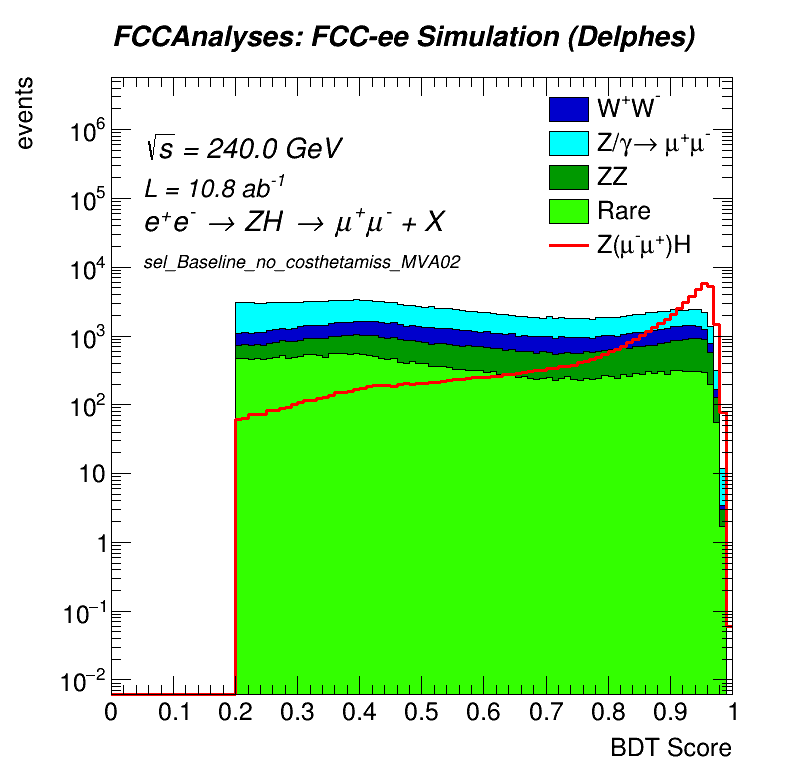 FCCAnalyses: FCC-ee Simulation (Delphes)
events
√s = 240.0 GeV
L = 10.8 ab⁻¹
e⁺e⁻ → ZH → μ⁺μ⁻ + X
sel_Baseline_no_costhetamiss_MVA02
W⁺W⁻
Z/γ→ μ⁺μ⁻
ZZ
Rare
Z(μ⁻μ⁺)H
10⁶
10⁵
10⁴
10³
10²
10
1
10⁻¹
10⁻²
0 0.1 0.2 0.3 0.4 0.5 0.6 0.7 0.8 0.9 1
BDT Score